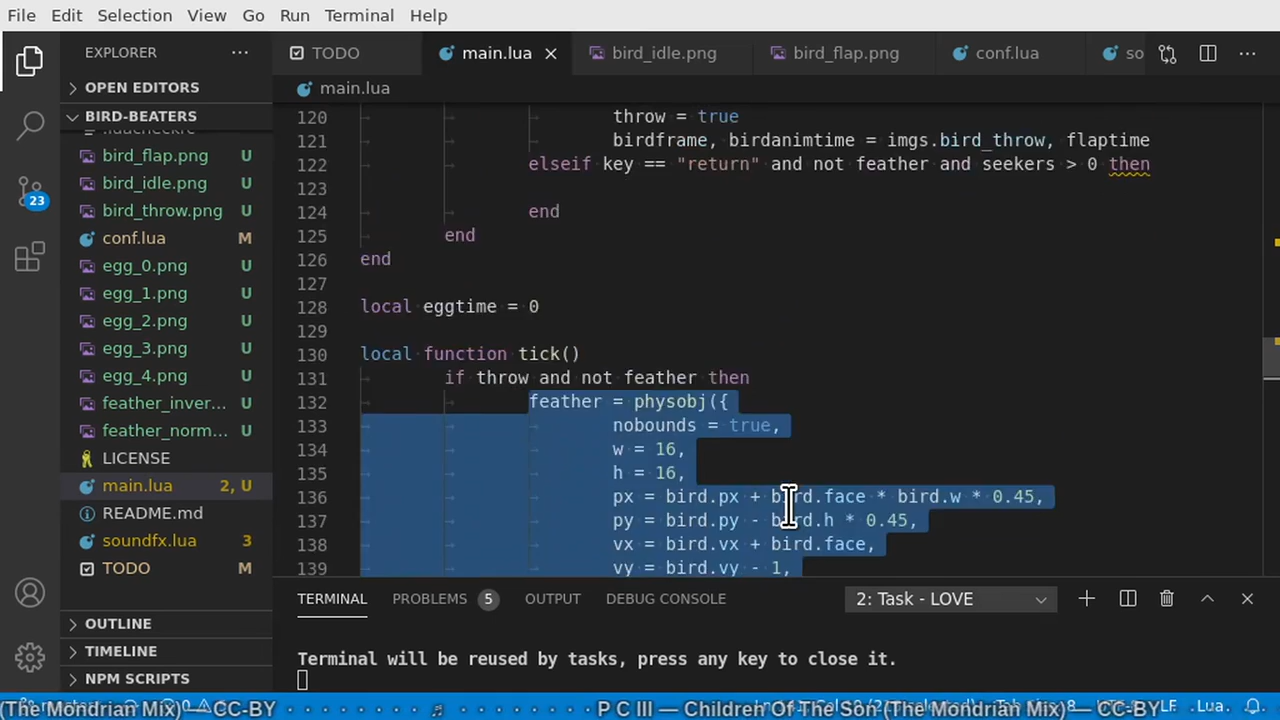 File Edit Selection View Go Run Terminal Help
EXPLORER ···
TODO main.lua bird_idle.png bird_flap.png conf.lua so ···
OPEN EDITORS
main.lua
BIRD-BEATERS
bird_flap.png U
bird_idle.png U
bird_throw.png U
conf.lua M
egg_0.png U
egg_1.png U
egg_2.png U
egg_3.png U
egg_4.png U
feather_inver... U
feather_norm... U
LICENSE
main.lua 2, U
README.md
soundfx.lua 3
TODO M
OUTLINE
TIMELINE
NPM SCRIPTS
23
120 throw = true
121 birdframe, birdanimtime = imgs.bird_throw, flaptime
122 elseif key == "return" and not feather and seekers > 0 then
123
124 end
125 end
126 end
127
128 local eggtime = 0
129
130 local function tick()
131 if throw and not feather then
132 feather = physobj({
133 nobounds = true,
134 w = 16,
135 h = 16,
136 px = bird.px + bird.face * bird.w * 0.45,
137 py = bird.py - bird.h * 0.45,
138 vx = bird.vx + bird.face,
139 vy = bird.vy - 1,
TERMINAL PROBLEMS 5 OUTPUT DEBUG CONSOLE 2: Task - LOVE
Terminal will be reused by tasks, press any key to close it.
(The Mondrian Mix) — CC-BY P C III — Children Of The Son (The Mondrian Mix) — CC-BY Lua